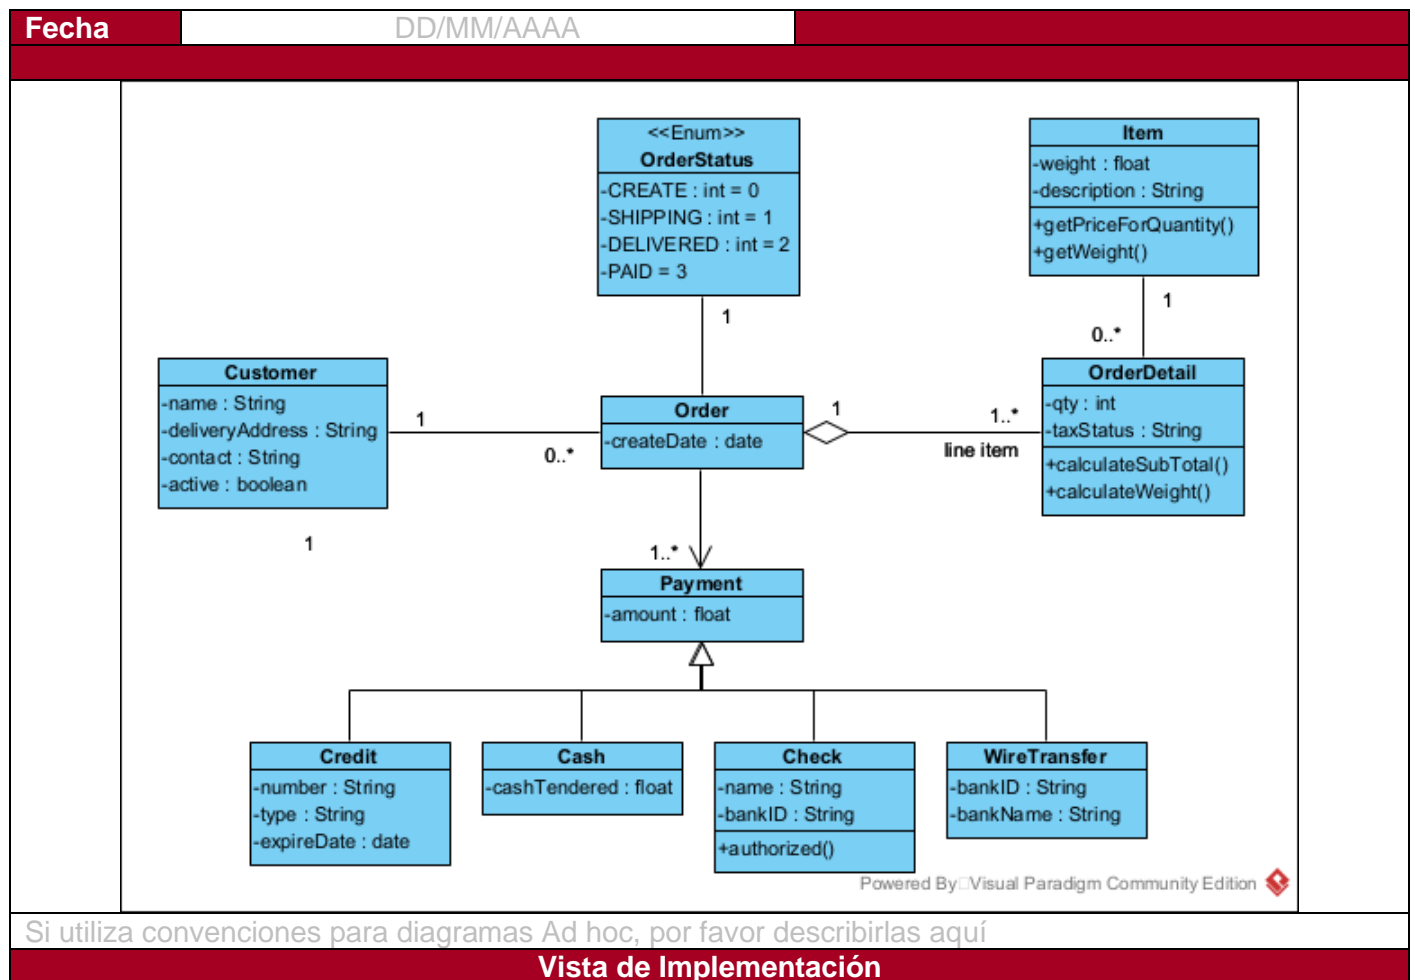 Fecha
DD/MM/AAAA
<<Enum>>
OrderStatus
-CREATE : int = 0
-SHIPPING : int = 1
-DELIVERED : int = 2
-PAID = 3
Item
-weight : float
-description : String
+getPriceForQuantity()
+getWeight()
1
1
0..*
Customer
-name : String
-deliveryAddress : String
-contact : String
-active : boolean
1
0..*
Order
-createDate : date
1
1..*
line item
OrderDetail
-qty : int
-taxStatus : String
+calculateSubTotal()
+calculateWeight()
1
1..*
Payment
-amount : float
Credit
-number : String
-type : String
-expireDate : date
Cash
-cashTendered : float
Check
-name : String
-bankID : String
+authorized()
WireTransfer
-bankID : String
-bankName : String
Powered By Visual Paradigm Community Edition
Si utiliza convenciones para diagramas Ad hoc, por favor describirlas aquí
Vista de Implementación